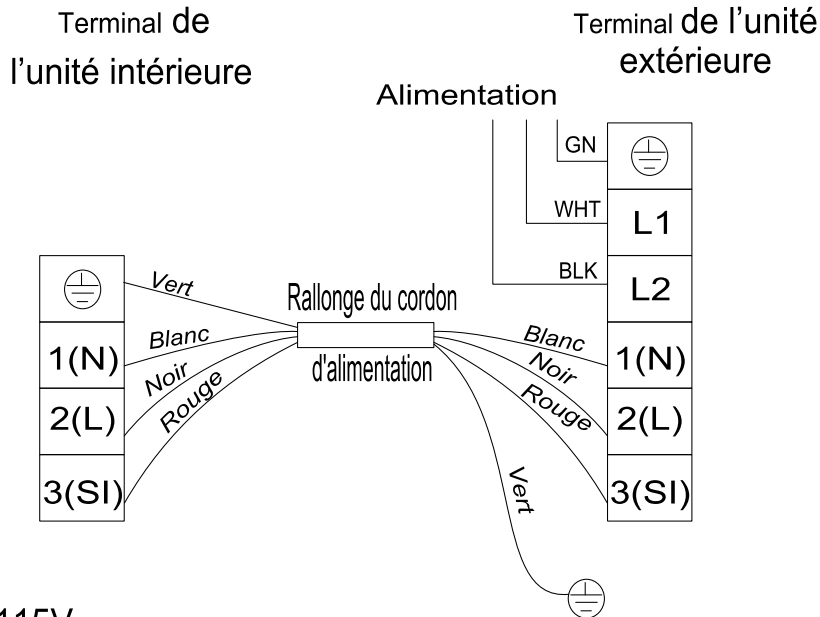 Terminal de
l'unité intérieure
Terminal de l'unité
extérieure
Alimentation
GN
WHT
L1
BLK
L2
Vert
Rallonge du cordon
d'alimentation
1(N)
Blanc
Blanc
1(N)
2(L)
Noir
Noir
2(L)
3(SI)
Rouge
Rouge
3(SI)
Vert